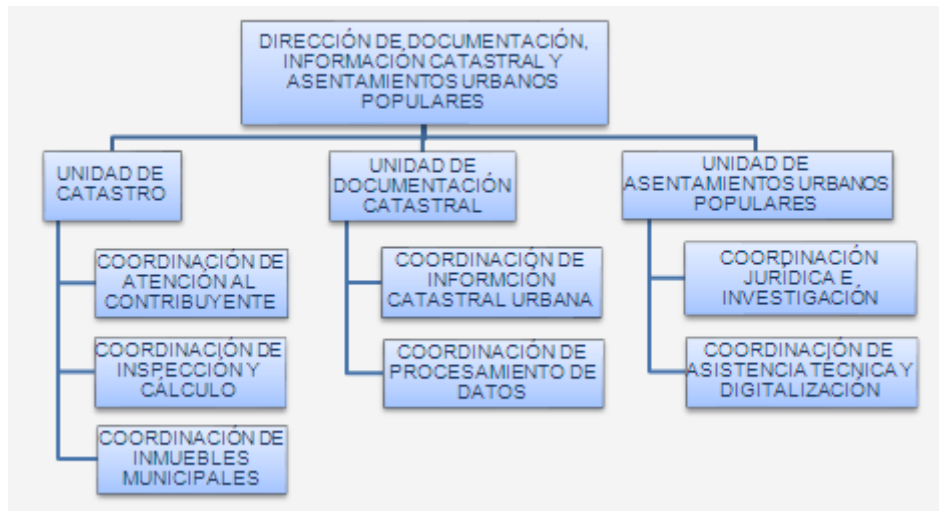 DIRECCIÓN DE DOCUMENTACIÓN,
INFORMACIÓN CATASTRAL Y
ASENTAMIENTOS URBANOS
POPULARES
UNIDAD DE
CATASTRO
COORDINACIÓN DE
ATENCIÓN AL
CONTRIBUYENTE
COORDINACIÓN DE
INSPECCIÓN Y
CÁLCULO
COORDINACIÓN DE
INMUEBLES
MUNICIPALES
UNIDAD DE
DOCUMENTACIÓN
CATASTRAL
COORDINACIÓN DE
INFORMCIÓN
CATASTRAL URBANA
COORDINACIÓN DE
PROCESAMIENTO DE
DATOS
UNIDAD DE
ASENTAMIENTOS URBANOS
POPULARES
COORDINACIÓN
JURÍDICA E
INVESTIGACIÓN
COORDINACIÓN DE
ASISTENCIA TÉCNICA Y
DIGITALIZACIÓN